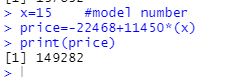 > x=15    #model number
> price=-22468+11450*(x)
> print(price)
[1] 149282
>